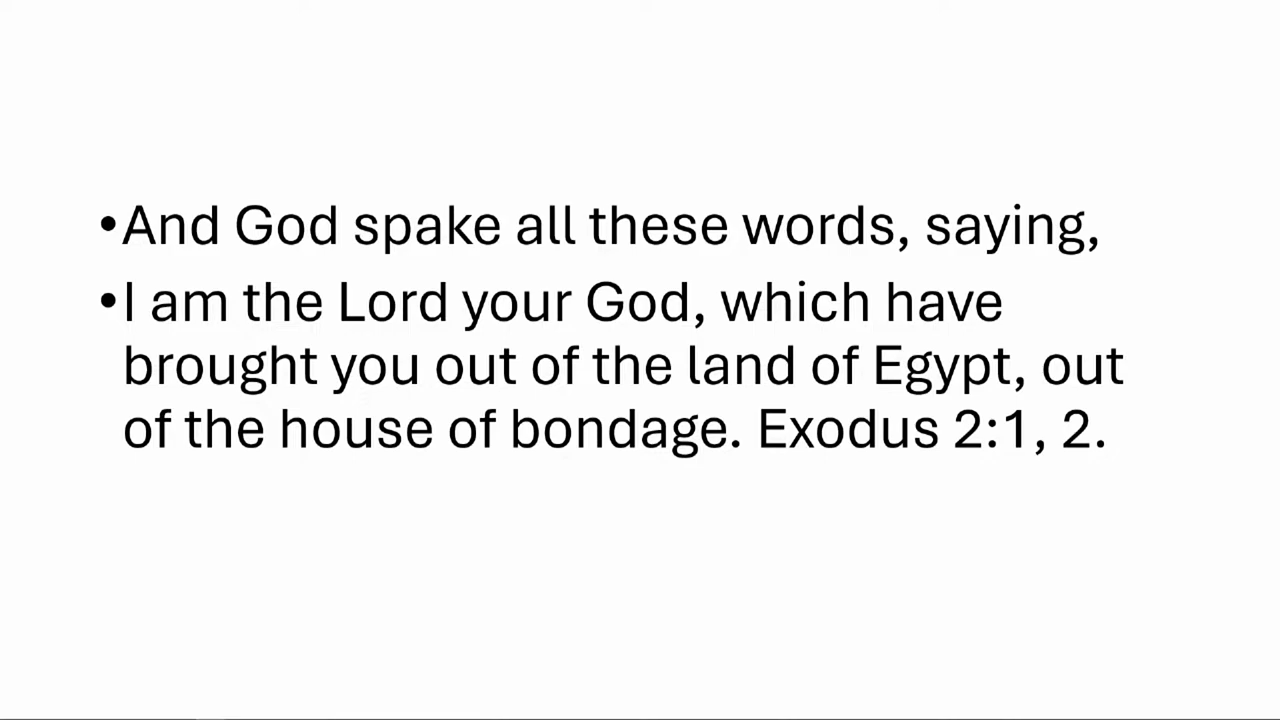 •And God spake all these words, saying,
•I am the Lord your God, which have
brought you out of the land of Egypt, out
of the house of bondage. Exodus 2:1, 2.